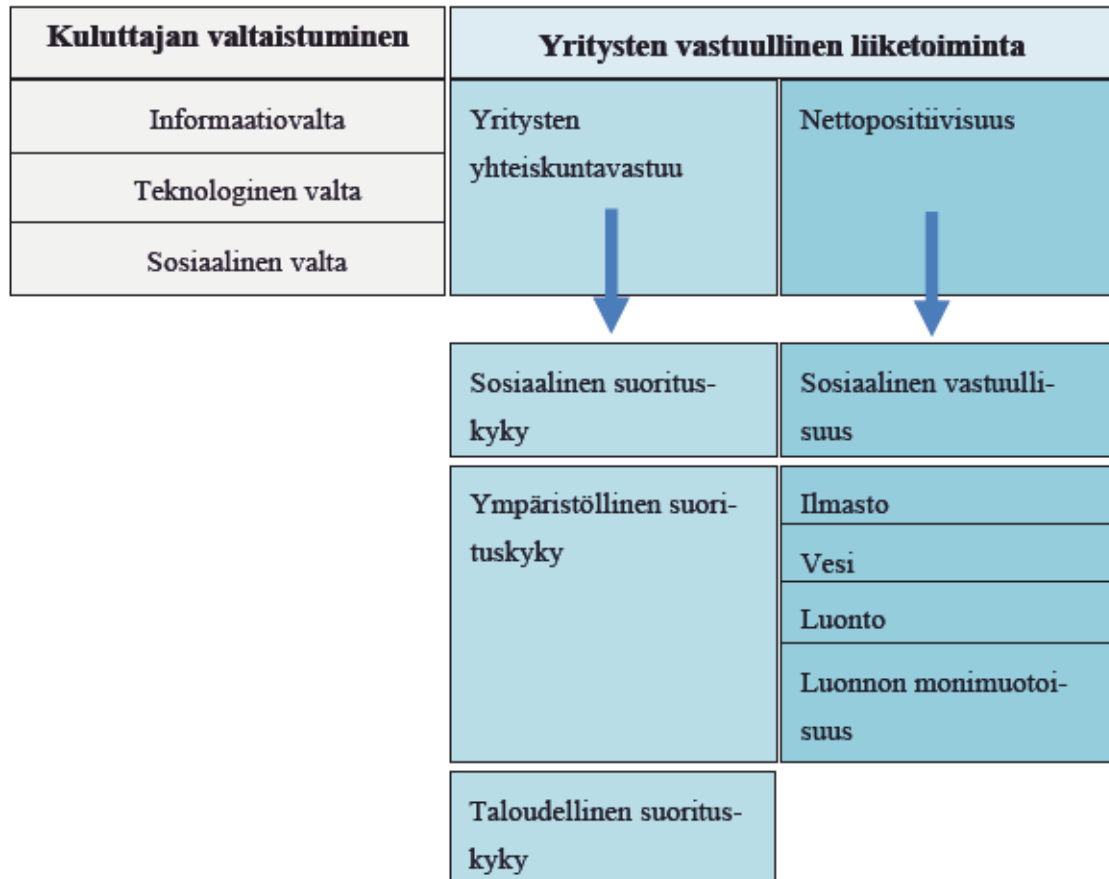 Kuluttajan valtaistuminen
Informaatiovalta
Teknologinen valta
Sosiaalinen valta
Yritysten vastuullinen liiketoiminta
Yritysten
yhteiskuntavastuu
Nettopositiivisuus
Sosiaalinen suoritus-
kyky
Sosiaalinen vastuulli-
suus
Ympäristöllinen suori-
tuskyky
Ilmasto
Vesi
Luonto
Luonnon monimuotoi-
suus
Taloudellinen suoritus-
kyky